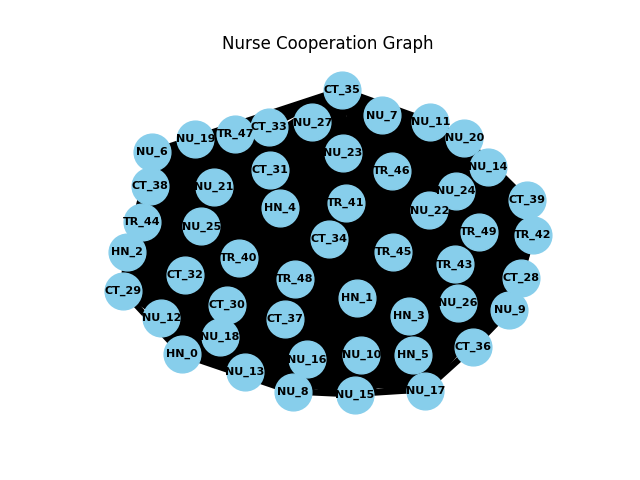 Nurse Cooperation Graph
CT_35
NU_7
NU_27
NU_11
CT_33
TR_47
NU_19
NU_20
NU_6
NU_23
NU_14
CT_31
TR_46
CT_38
NU_21
NU_24
CT_39
TR_41
HN_4
NU_22
TR_44
NU_25
TR_49
TR_42
CT_34
HN_2
TR_45
TR_40
TR_43
CT_32
TR_48
CT_28
CT_29
HN_1
NU_26
CT_30
NU_9
HN_3
NU_12
CT_37
NU_18
CT_36
HN_0
NU_10
HN_5
NU_16
NU_13
NU_17
NU_8
NU_15